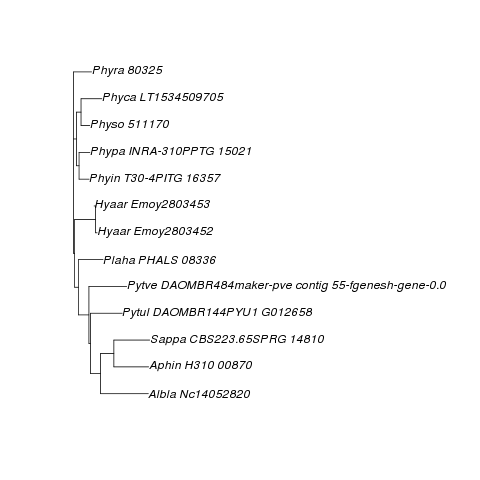 Phyra 80325
Phyca LT1534509705
Physo 511170
Phypa INRA-310PPTG 15021
Phyin T30-4PITG 16357
Hyaar Emoy2803453
Hyaar Emoy2803452
Plaha PHALS 08336
Pytve DAOMBR484maker-pve contig 55-fgenesh-gene-0.0
Pytul DAOMBR144PYU1 G012658
Sappa CBS223.65SPRG 14810
Aphin H310 00870
Albla Nc14052820